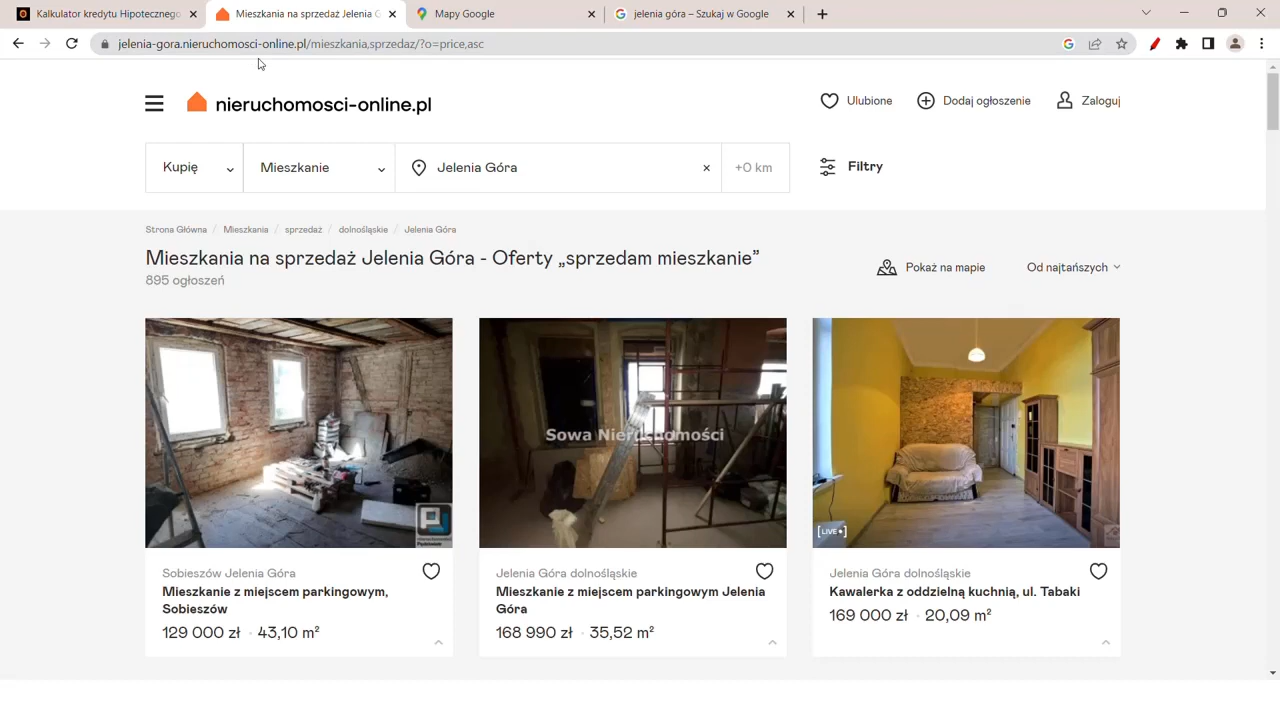 Kalkulator kredytu Hipotecznego
Mieszkania na sprzedaż Jelenia G
Mapy Google
jelenia góra – Szukaj w Google
jelenia-gora.nieruchomosci-online.pl/mieszkania,sprzedaz/?o=price,asc
nieruchomosci-online.pl
Ulubione
Dodaj ogłoszenie
Zaloguj
Kupię
Mieszkanie
Jelenia Góra
+0 km
Filtry
Strona Główna / Mieszkania / sprzedaż / dolnośląskie / Jelenia Góra
Mieszkania na sprzedaż Jelenia Góra - Oferty „sprzedam mieszkanie”
895 ogłoszeń
Pokaż na mapie
Od najtańszych
Sowa Nieruchomości
[LIVE]
Sobieszów Jelenia Góra
Mieszkanie z miejscem parkingowym,
Sobieszów
129 000 zł · 43,10 m²
Jelenia Góra dolnośląskie
Mieszkanie z miejscem parkingowym Jelenia
Góra
168 990 zł · 35,52 m²
Jelenia Góra dolnośląskie
Kawalerka z oddzielną kuchnią, ul. Tabaki
169 000 zł · 20,09 m²